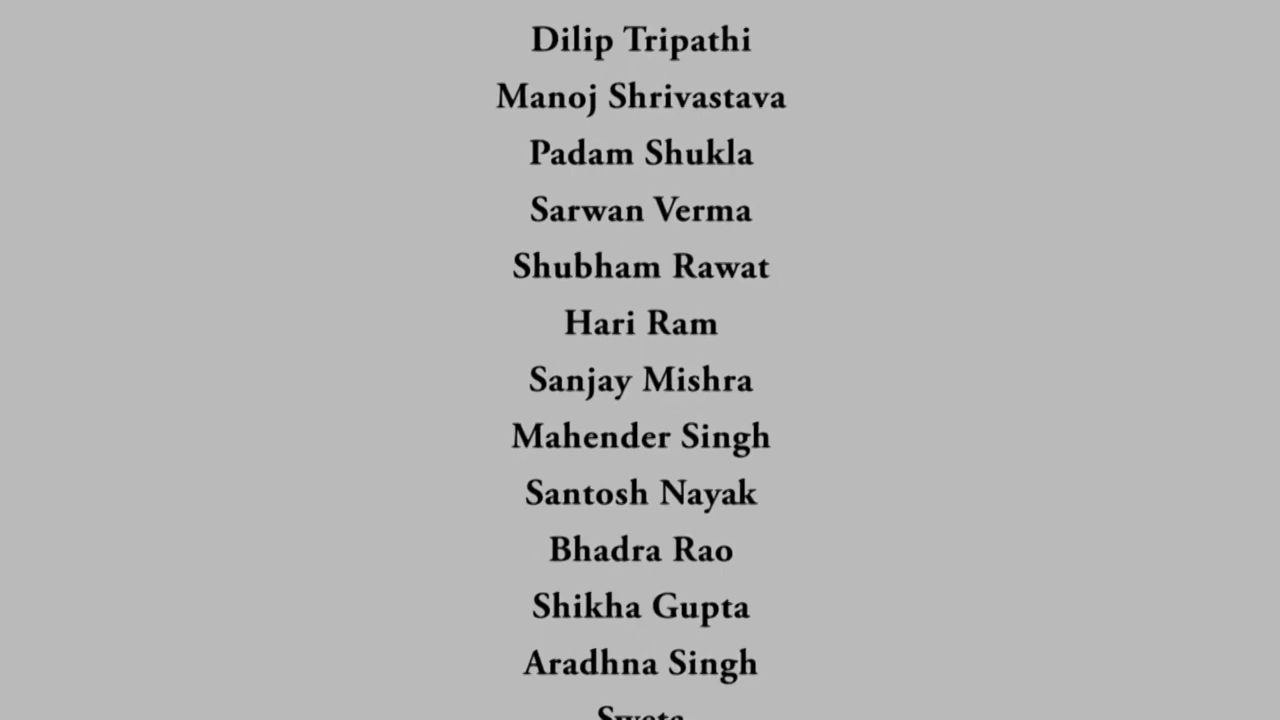 Dilip Tripathi
Manoj Shrivastava
Padam Shukla
Sarwan Verma
Shubham Rawat
Hari Ram
Sanjay Mishra
Mahender Singh
Santosh Nayak
Bhadra Rao
Shikha Gupta
Aradhna Singh